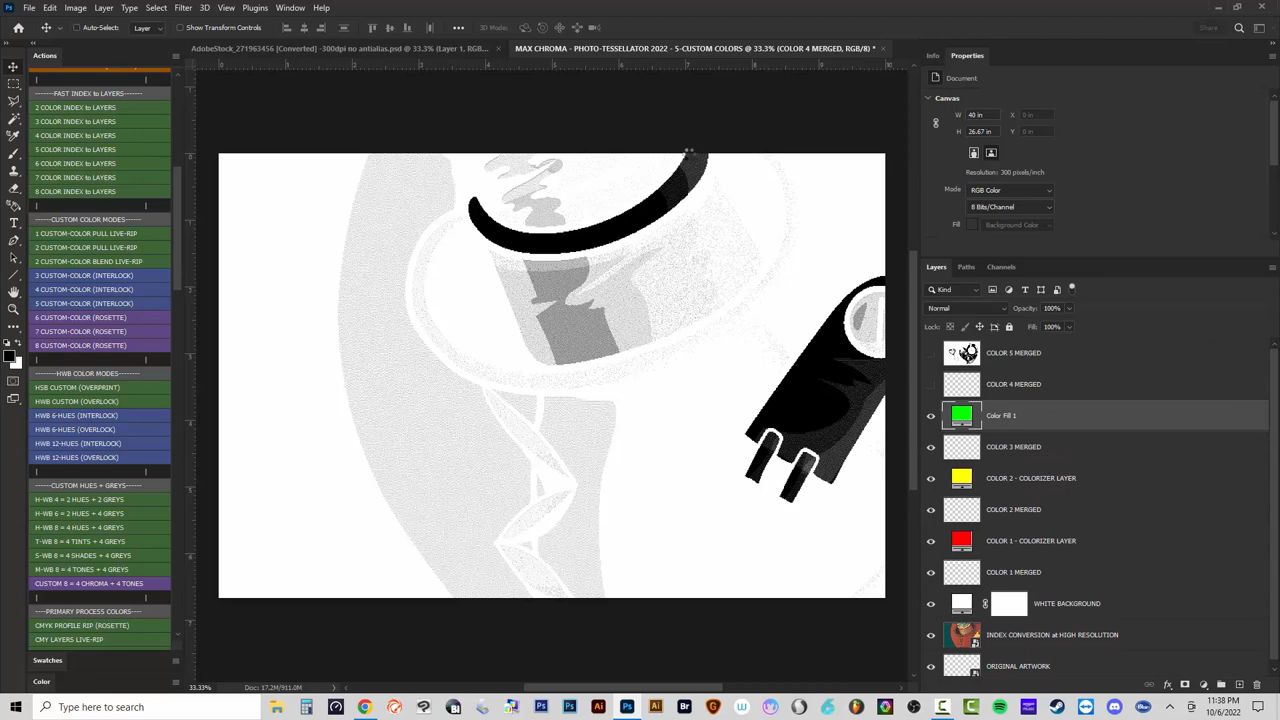 File Edit Image Layer Type Select Filter 3D View Plugins Window Help
Auto-Select: Layer Show Transform Controls 3D Mode: Share
Actions
AdobeStock_271963456 [Converted] -300dpi no antialias.psd @ 33.3% (Layer 1, RGB... × MAX CHROMA - PHOTO-TESSELLATOR 2022 - 5-CUSTOM COLORS @ 33.3% (COLOR 4 MERGED, RGB/8) * ×
-------FAST INDEX to LAYERS-------
2 COLOR INDEX to LAYERS
3 COLOR INDEX to LAYERS
4 COLOR INDEX to LAYERS
5 COLOR INDEX to LAYERS
6 COLOR INDEX to LAYERS
7 COLOR INDEX to LAYERS
8 COLOR INDEX to LAYERS
-------CUSTOM COLOR MODES-------
1 CUSTOM-COLOR PULL LIVE-RIP
2 CUSTOM-COLOR PULL LIVE-RIP
2 CUSTOM-COLOR BLEND LIVE-RIP
3 CUSTOM-COLOR (INTERLOCK)
4 CUSTOM-COLOR (INTERLOCK)
5 CUSTOM-COLOR (INTERLOCK)
6 CUSTOM-COLOR (ROSETTE)
7 CUSTOM-COLOR (ROSETTE)
8 CUSTOM-COLOR (ROSETTE)
-------HWB COLOR MODES-------
HSB CUSTOM (OVERPRINT)
HWB CUSTOM (OVERPRINT)
HWB 6-HUES (INTERLOCK)
HWB 6-HUES (OVERPRINT)
HWB 12-HUES (INTERLOCK)
HWB 12-HUES (OVERPRINT)
-------CUSTOM HUES + GREYS-------
H-WB 4 = 2 HUES + 2 GREYS
H-WB 6 = 2 HUES + 4 GREYS
H-WB 8 = 4 HUES + 4 GREYS
T-WB 8 = 4 TINTS + 4 GREYS
S-WB 8 = 4 SHADES + 4 GREYS
M-WB 8 = 4 TONES + 4 GREYS
CUSTOM 8 = 4 CHROMA + 4 TONES
----PRIMARY PROCESS COLORS----
CMYK PROFILE RIP (ROSETTE)
CMY LAYERS LIVE-RIP
Swatches
Color
33.33% Doc: 17.2M/911.0M
Info Properties
Document
Canvas
W 40 in X 0 in
H 26.67 in Y 0 in
Resolution: 300 pixels/inch
Mode RGB Color
8 Bits/Channel
Fill Background Color
Layers Paths Channels
Kind
Normal Opacity: 100%
Lock: Fill: 100%
COLOR 5 MERGED
COLOR 4 MERGED
Color Fill 1
COLOR 3 MERGED
COLOR 2 - COLORIZER LAYER
COLOR 2 MERGED
COLOR 1 - COLORIZER LAYER
COLOR 1 MERGED
WHITE BACKGROUND
INDEX CONVERSION at HIGH RESOLUTION
ORIGINAL ARTWORK
Type here to search
11:38 PM
10/6/2022